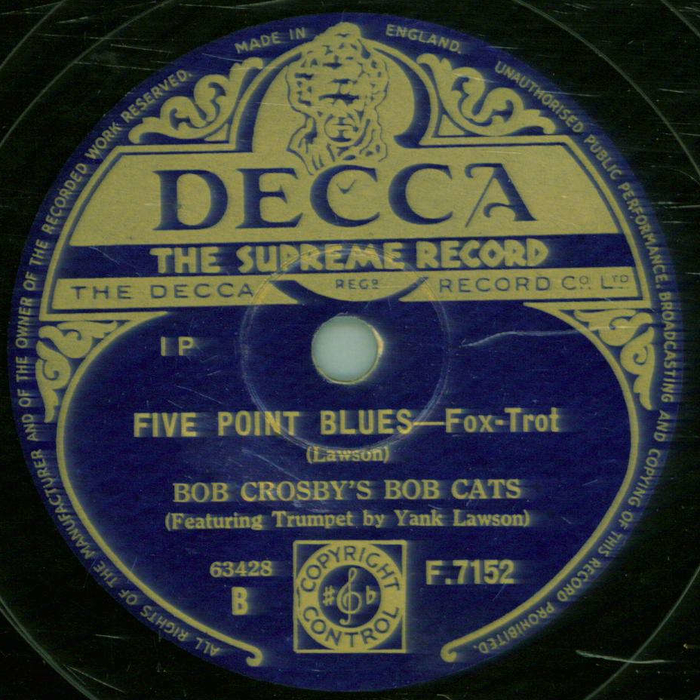 MADE IN ENGLAND.
UNAUTHORISED PUBLIC PERFORMANCE, BROADCASTING AND COPYING OF THIS RECORD PROHIBITED.
ALL RIGHTS OF THE MANUFACTURER AND OF THE OWNER OF THE RECORDED WORK RESERVED.
DECCA
THE SUPREME RECORD
THE DECCA REGD RECORD CO. LTD
1 P
FIVE POINT BLUES—Fox-Trot
(Lawson)
BOB CROSBY'S BOB CATS
(Featuring Trumpet by Yank Lawson)
63428
B
COPYRIGHT CONTROL
F.7152